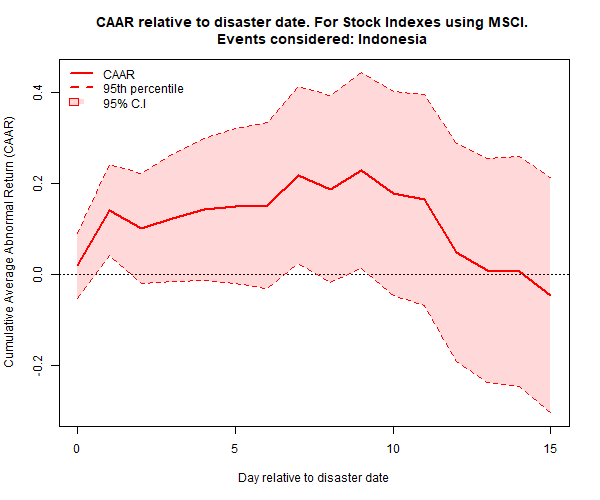 CAAR relative to disaster date. For Stock Indexes using MSCI.
Events considered: Indonesia
CAAR
95th percentile
95% C.I
Cumulative Average Abnormal Return (CAAR)
0.4
0.2
0.0
-0.2
0
5
10
15
Day relative to disaster date